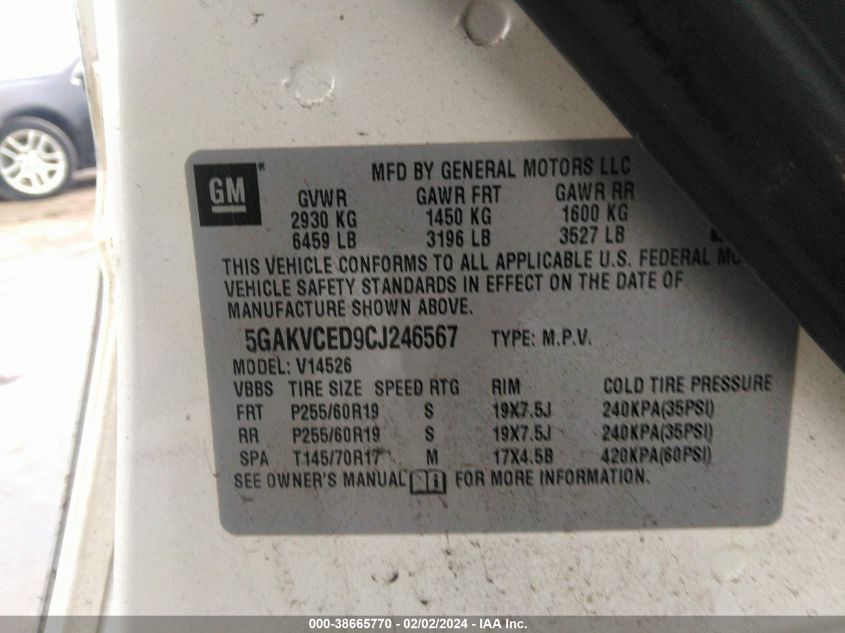 MFD BY GENERAL MOTORS LLC
GM
GVWR GAWR FRT GAWR RR
2930 KG 1450 KG 1600 KG
6459 LB 3196 LB 3527 LB
THIS VEHICLE CONFORMS TO ALL APPLICABLE U.S. FEDERAL
VEHICLE SAFETY STANDARDS IN EFFECT ON THE DATE OF
MANUFACTURE SHOWN ABOVE.
5GAKVCED9CJ246567 TYPE: M.P.V.
MODEL: V14526
VBBS TIRE SIZE SPEED RTG RIM COLD TIRE PRESSURE
FRT P255/60R19 S 19X7.5J 240KPA(35PSI)
RR P255/60R19 S 19X7.5J 240KPA(35PSI)
SPA T145/70R17 M 17X4.5B 420KPA(60PSI)
SEE OWNER'S MANUAL FOR MORE INFORMATION.
000-38665770 - 02/02/2024 - IAA Inc.